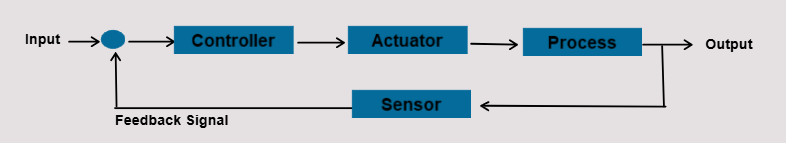 Input
Controller
Actuator
Process
Output
Sensor
Feedback Signal